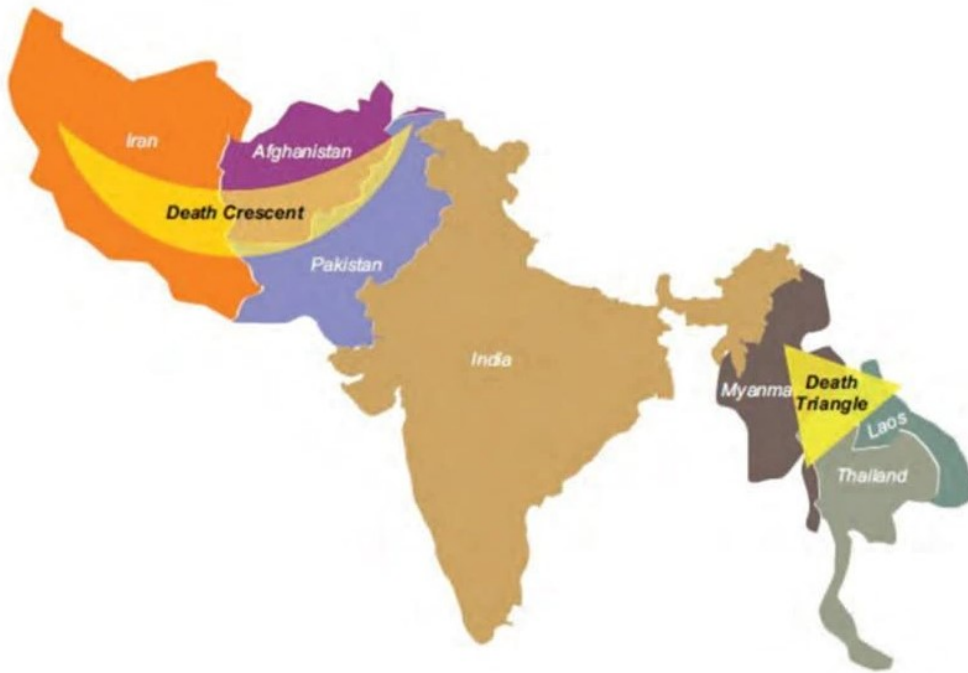 Iran
Afghanistan
Death Crescent
Pakistan
India
Myanma
Death
Triangle
Laos
Thailand